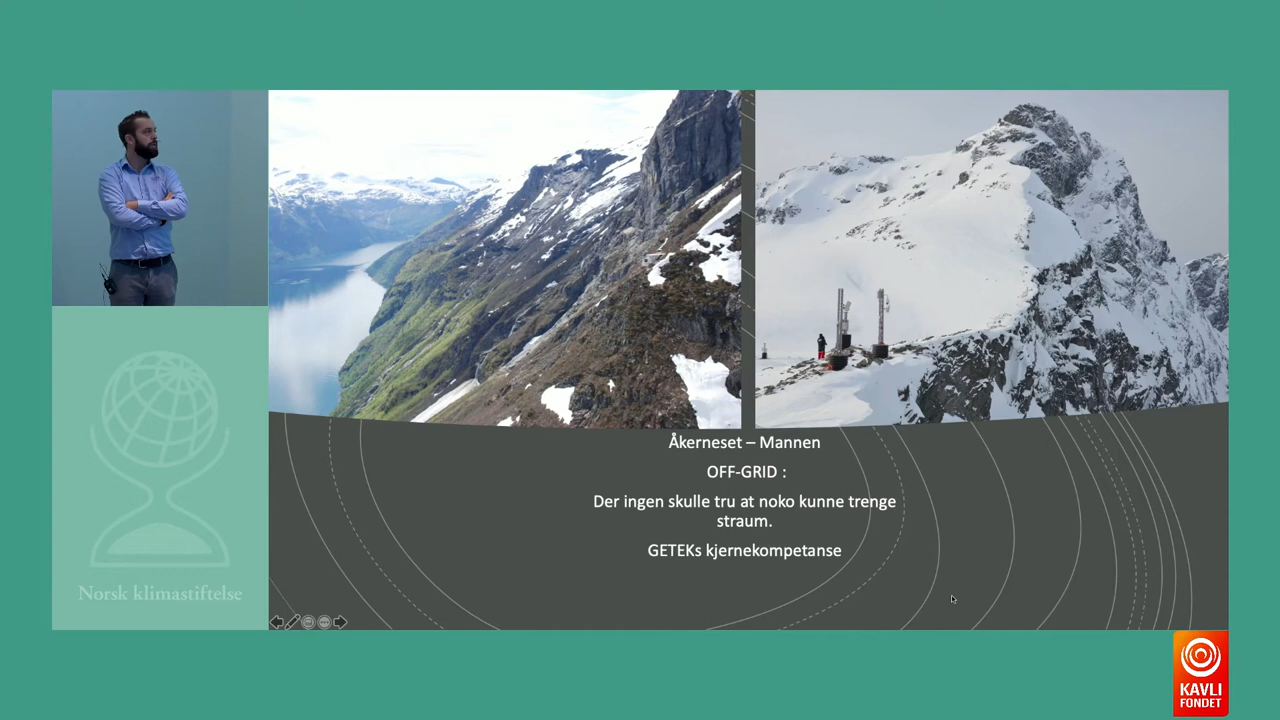 Åkerneset – Mannen
OFF-GRID :
Der ingen skulle tru at noko kunne trenge
straum.
GETEKs kjernekompetanse
Norsk klimastiftelse
KAVLI
FONDET